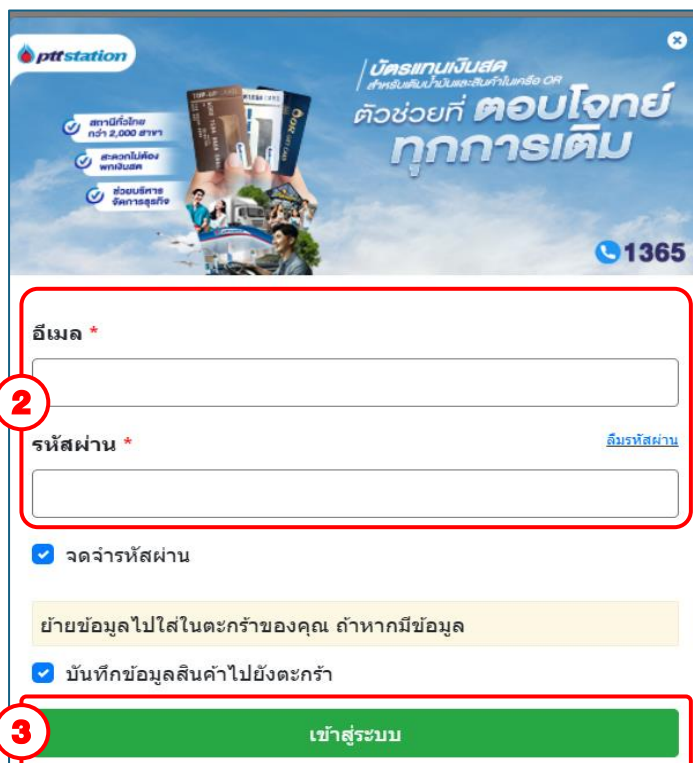 pttstation
บัตรแทนเงินสด
สำหรับเติมน้ำมันและสินค้าในเครือ OR
ตัวช่วยที่ ตอบโจทย์
ทุกการเติม
สถานีทั่วไทย
กว่า 2,000 สาขา
สะดวกไม่ต้อง
พกเงินสด
ช่วยบริหาร
จัดการธุรกิจ
1365
อีเมล *
2
รหัสผ่าน *
ลืมรหัสผ่าน
จดจำรหัสผ่าน
ย้ายข้อมูลไปใส่ในตะกร้าของคุณ ถ้าหากมีข้อมูล
บันทึกข้อมูลสินค้าไปยังตะกร้า
3
เข้าสู่ระบบ